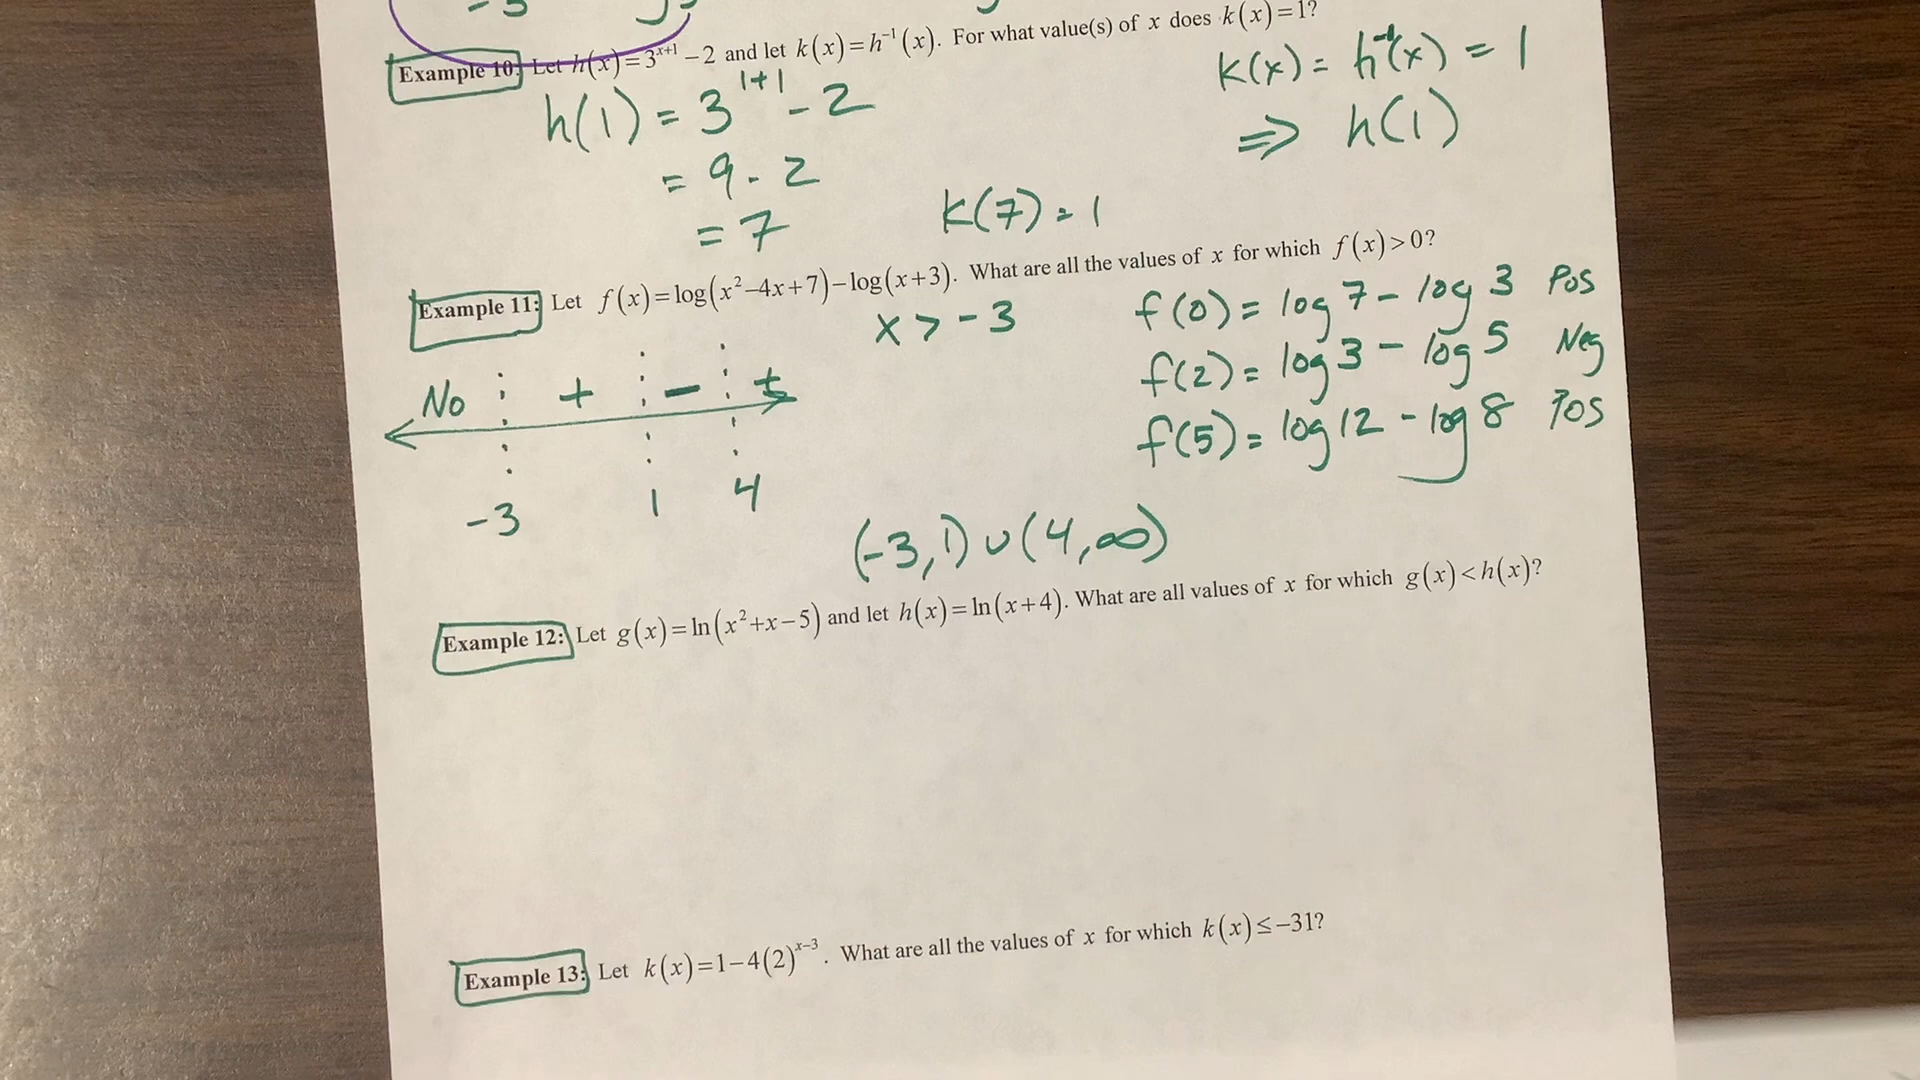 -3
Example 10: Let h(x)=3^{x+1}-2 and let k(x)=h^{-1}(x). For what value(s) of x does k(x)=1?
h(1) = 3^{1+1} - 2
= 9 - 2
= 7
k(x) = h^{-1}(x) = 1
⇒ h(1)
k(7) = 1
Example 11: Let f(x)=log(x²-4x+7)-log(x+3). What are all the values of x for which f(x)>0?
x > -3
f(0) = log 7 - log 3 Pos
f(2) = log 3 - log 5 Neg
f(5) = log 12 - log 8 Pos
No + - +
-3 1 4
(-3,1) ∪ (4,∞)
Example 12: Let g(x)=ln(x²+x-5) and let h(x)=ln(x+4). What are all values of x for which g(x)<h(x)?
Example 13: Let k(x)=1-4(2)^{x-3}. What are all the values of x for which k(x)≤-31?